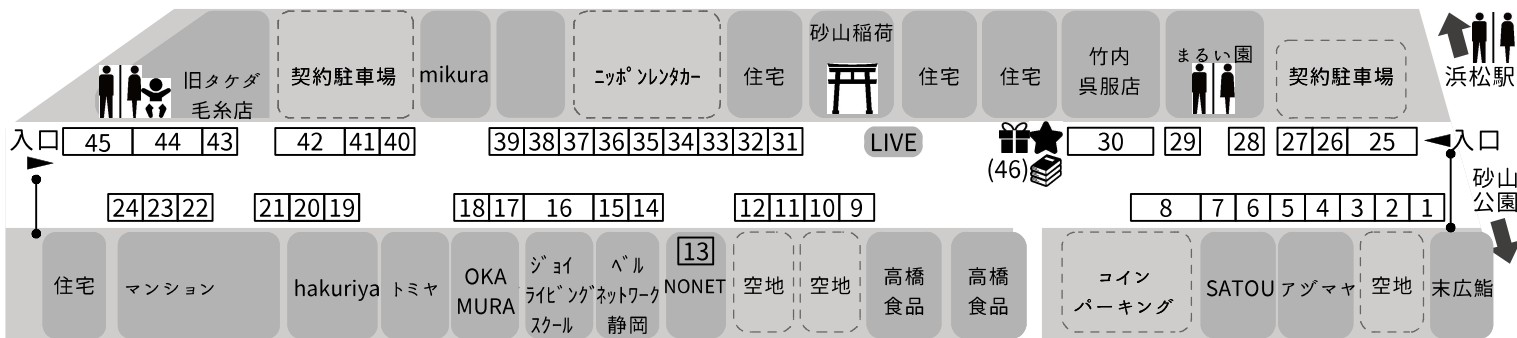 旧タケダ
毛糸店
契約駐車場
mikura
ニッポンレンタカー
住宅
砂山稲荷
住宅
住宅
竹内
呉服店
まるい園
契約駐車場
浜松駅
入口
45 44 43
42 41 40
39 38 37 36 35 34 33 32 31
LIVE
(46)
30
29
28
27 26 25
入口
砂山
公園
24 23 22
21 20 19
18 17 16 15 14
12 11 10 9
8 7 6 5 4 3 2 1
住宅
マンション
hakuriya
トミヤ
OKA
MURA
ジョイ
ライビング
スクール
ベル
ネットワーク
静岡
13
NONET
空地
空地
高橋
食品
高橋
食品
コイン
パーキング
SATOU
アヅマヤ
空地
末広鮨